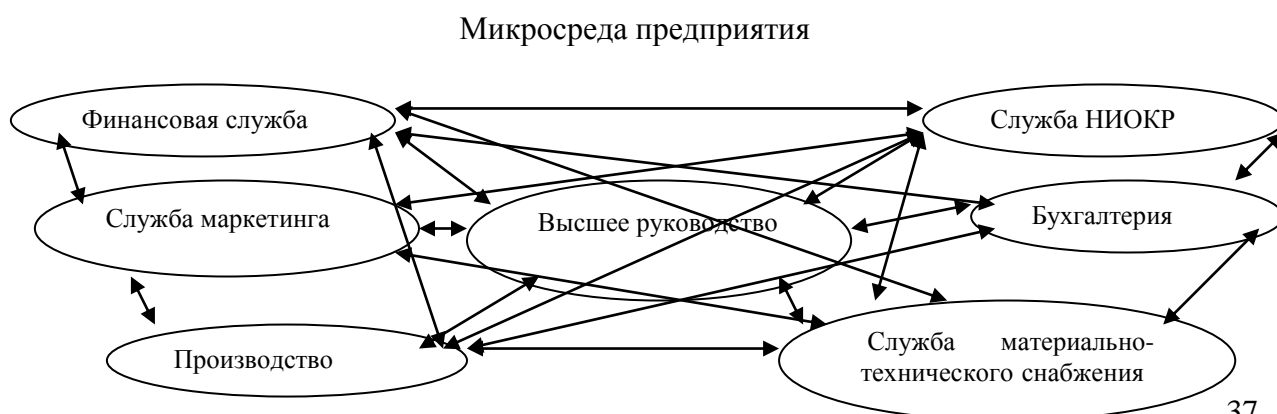 Микросреда предприятия
Финансовая служба
Служба НИОКР
Служба маркетинга
Высшее руководство
Бухгалтерия
Производство
Служба материально-
технического снабжения
37